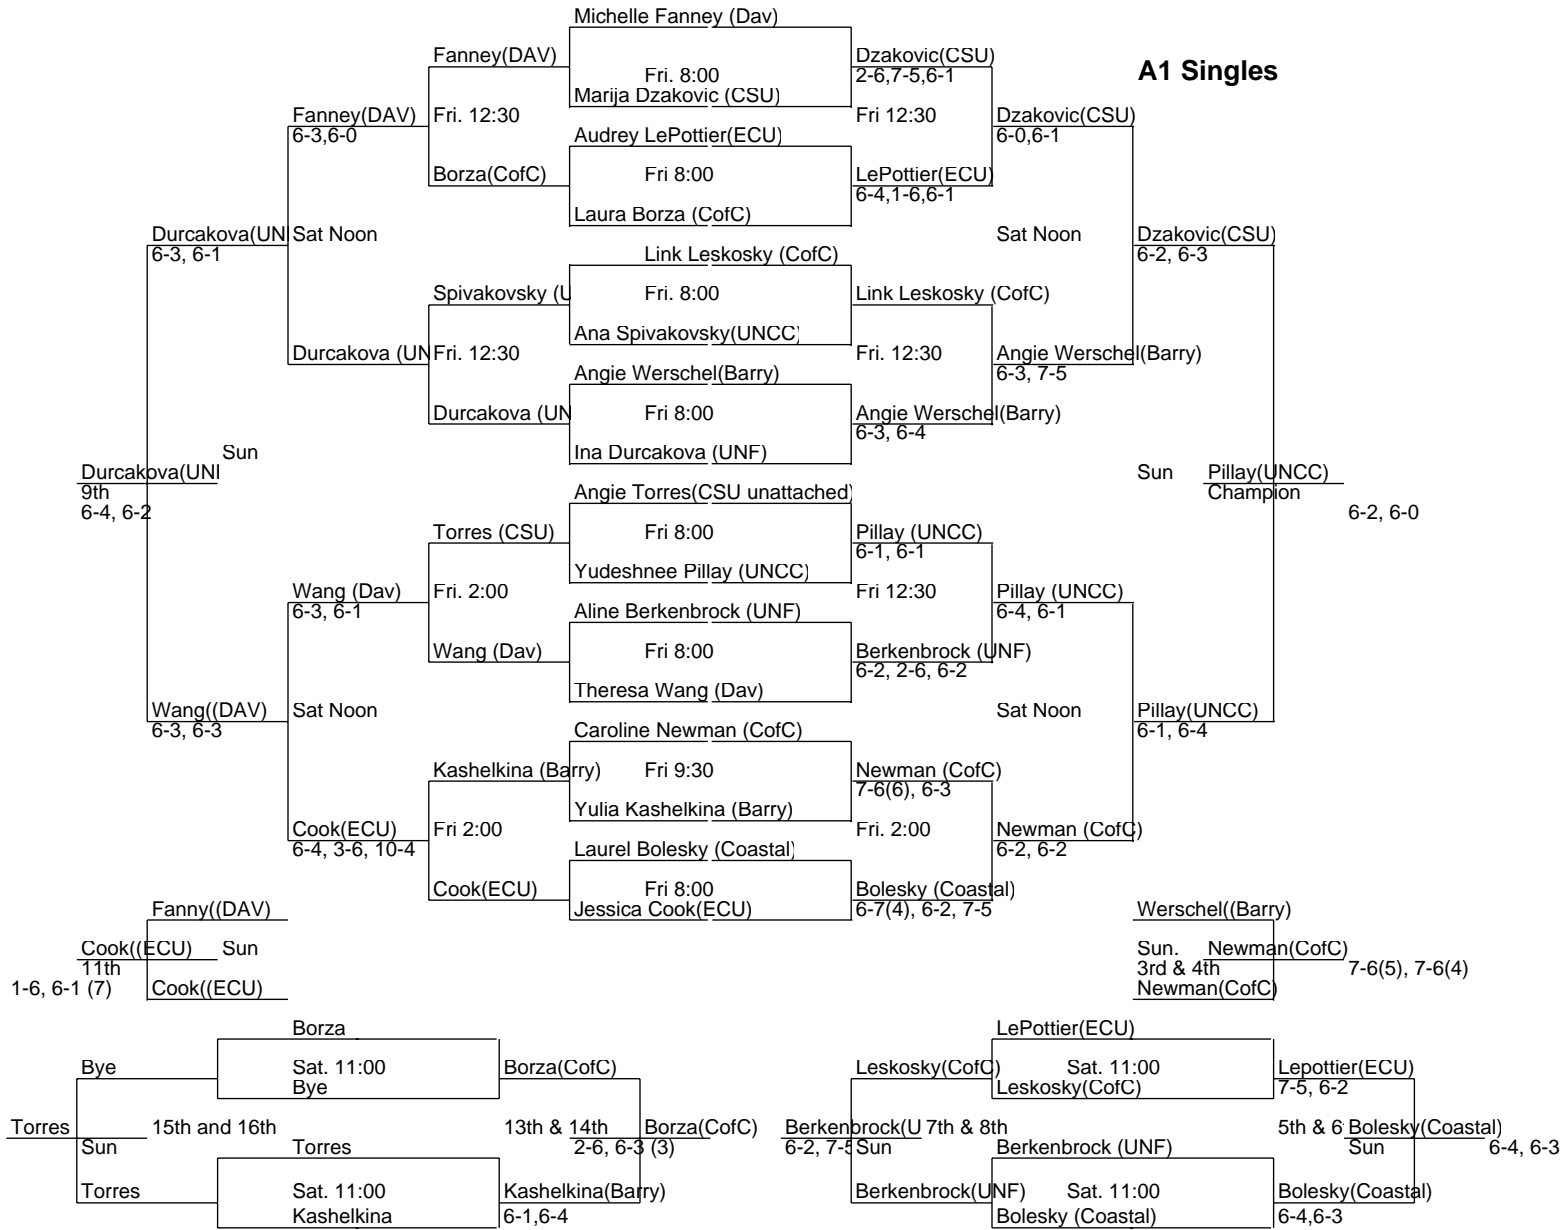 Michelle Fanney (Dav)
Fanney(DAV)
Dzakovic(CSU)
A1 Singles
Fri. 8:00
2-6,7-5,6-1
Marija Dzakovic (CSU)
Fanney(DAV)
Fri. 12:30
Fri 12:30
Dzakovic(CSU)
6-3,6-0
Audrey LePottier(ECU)
6-0,6-1
Borza(CofC)
Fri 8:00
LePottier(ECU)
6-4,1-6,6-1
Laura Borza (CofC)
Durcakova(UN
Sat Noon
Sat Noon
Dzakovic(CSU)
6-3, 6-1
Link Leskosky (CofC)
6-2, 6-3
Spivakovsky (U
Fri. 8:00
Link Leskosky (CofC)
Ana Spivakovsky(UNCC)
Durcakova (UN
Fri. 12:30
Fri. 12:30
Angie Werschel(Barry)
Angie Werschel(Barry)
6-3, 7-5
Durcakova (UN
Fri 8:00
Angie Werschel(Barry)
6-3, 6-4
Sun
Ina Durcakova (UNF)
Durcakova(UN
Sun
Pillay(UNCC)
9th
Angie Torres(CSU unattached)
Champion
6-4, 6-2
6-2, 6-0
Torres (CSU)
Fri 8:00
Pillay (UNCC)
6-1, 6-1
Yudeshnee Pillay (UNCC)
Wang (Dav)
Fri. 2:00
Fri 12:30
Pillay (UNCC)
6-3, 6-1
Aline Berkenbrock (UNF)
6-4, 6-1
Wang (Dav)
Fri 8:00
Berkenbrock (UNF)
6-2, 2-6, 6-2
Theresa Wang (Dav)
Wang((DAV)
Sat Noon
Sat Noon
Pillay(UNCC)
6-3, 6-3
Caroline Newman (CofC)
6-1, 6-4
Kashelkina (Barry)
Fri 9:30
Newman (CofC)
7-6(6), 6-3
Yulia Kashelkina (Barry)
Cook(ECU)
Fri 2:00
Fri. 2:00
Newman (CofC)
6-4, 3-6, 10-4
Laurel Bolesky (Coastal)
6-2, 6-2
Cook(ECU)
Fri 8:00
Bolesky (Coastal)
Fanny((DAV)
Jessica Cook(ECU)
6-7(4), 6-2, 7-5
Werschel((Barry)
Cook((ECU)
Sun
Sun.
Newman(CofC)
11th
3rd & 4th
7-6(5), 7-6(4)
1-6, 6-1 (7)
Cook((ECU)
Newman(CofC)
Borza
LePottier(ECU)
Bye
Sat. 11:00
Borza(CofC)
Leskosky(CofC)
Sat. 11:00
Lepottier(ECU)
Bye
Leskosky(CofC)
7-5, 6-2
Torres
15th and 16th
13th & 14th
Borza(CofC)
Berkenbrock(U
7th & 8th
5th & 6
Bolesky(Coastal)
Sun
Torres
2-6, 6-3 (3)
6-2, 7-5
Sun
Berkenbrock (UNF)
Sun
6-4, 6-3
Torres
Sat. 11:00
Kashelkina(Barry)
Berkenbrock(UNF)
Sat. 11:00
Bolesky(Coastal)
Kashelkina
6-1,6-4
Bolesky (Coastal)
6-4,6-3